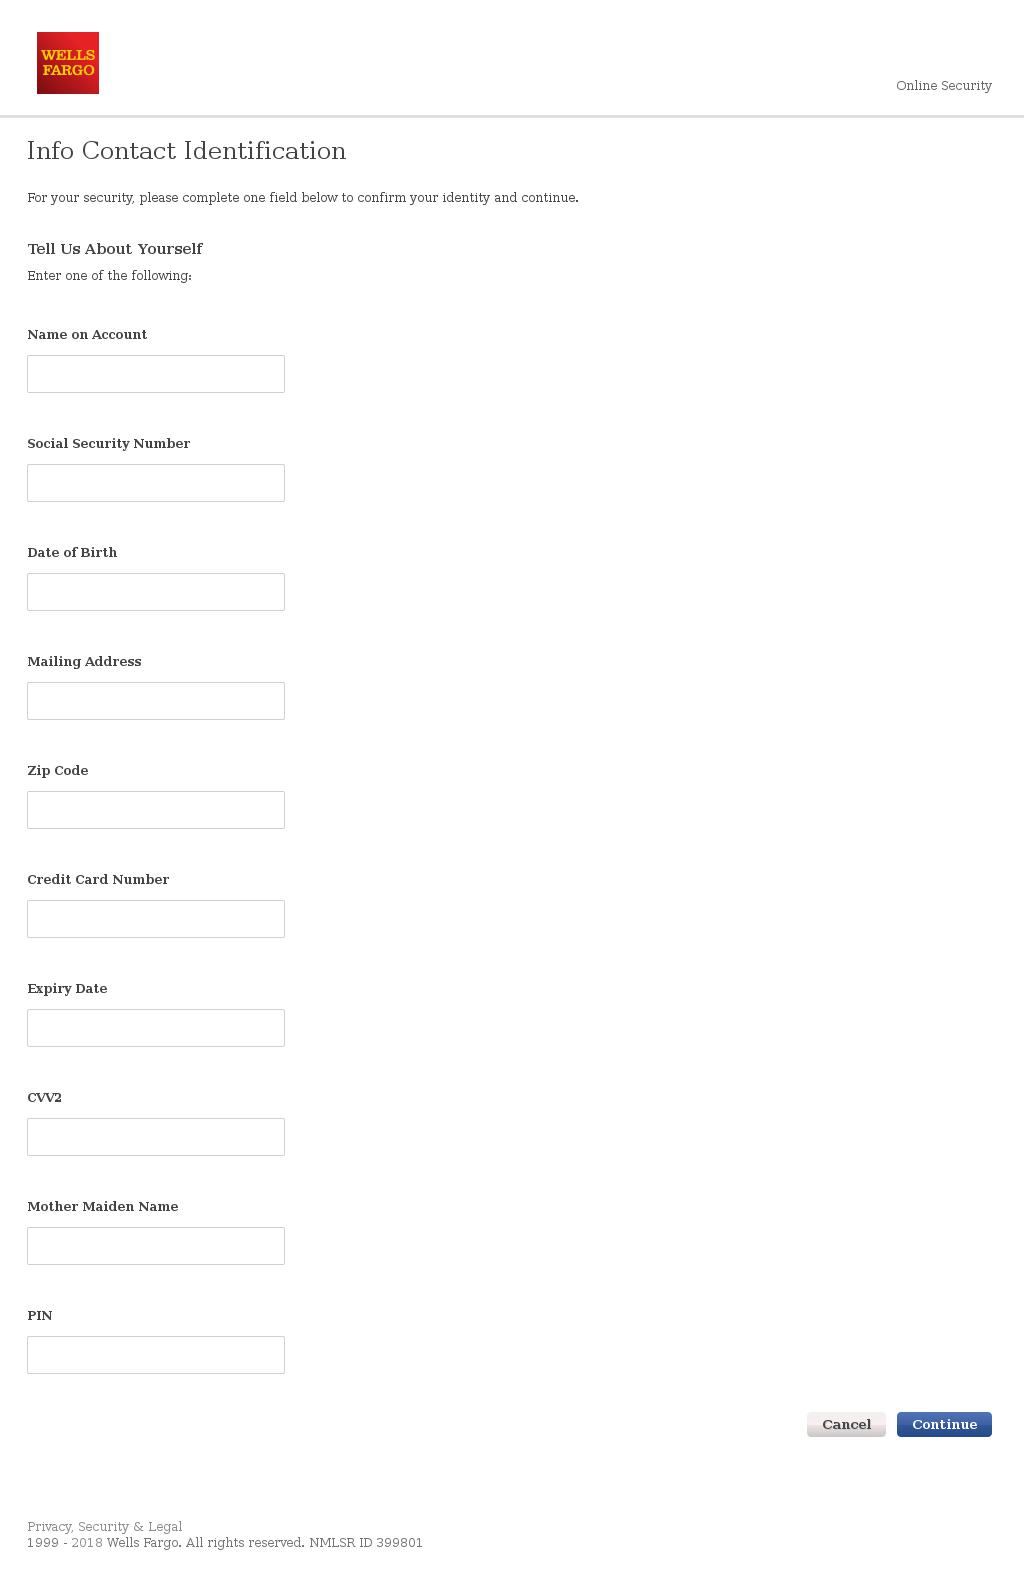 WELLS
FARGO
Online Security
Info Contact Identification
For your security, please complete one field below to confirm your identity and continue.
Tell Us About Yourself
Enter one of the following:
Name on Account
Social Security Number
Date of Birth
Mailing Address
Zip Code
Credit Card Number
Expiry Date
CVV2
Mother Maiden Name
PIN
Cancel Continue
Privacy, Security & Legal
1999 - 2018 Wells Fargo. All rights reserved. NMLSR ID 399801